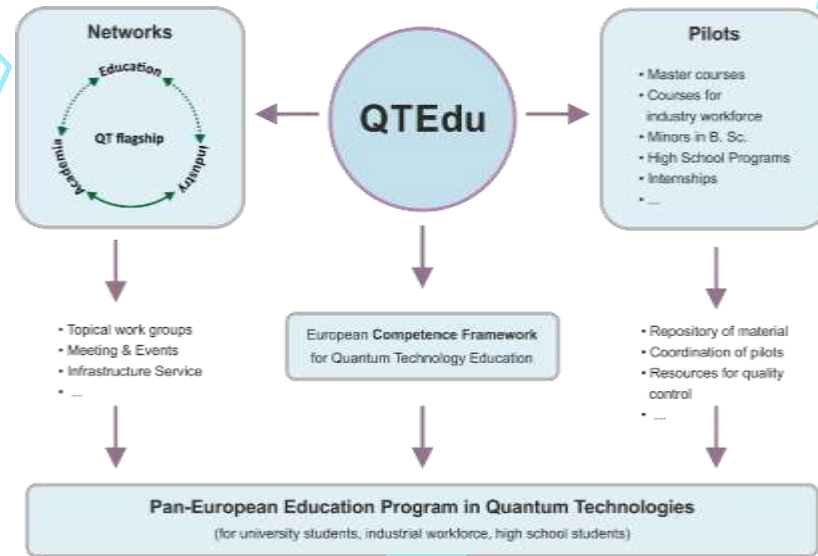 Networks
Education
QT flagship
Academia
Industry
QTEdu
Pilots
• Master courses
• Courses for
industry workforce
• Minors in B. Sc.
• High School Programs
• Internships
• ...
• Topical work groups
• Meeting & Events
• Infrastructure Service
• ...
European Competence Framework
for Quantum Technology Education
• Repository of material
• Coordination of pilots
• Resources for quality
control
• ...
Pan-European Education Program in Quantum Technologies
(for university students, industrial workforce, high school students)